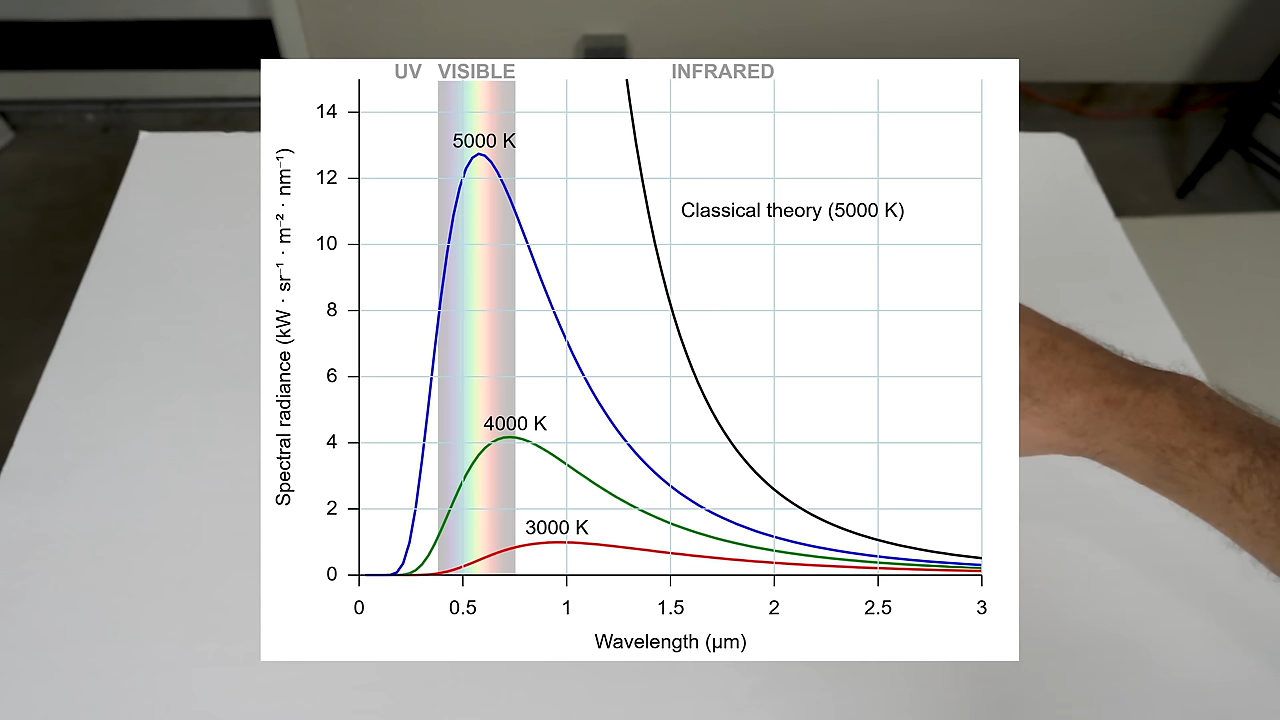 UV VISIBLE INFRARED
14
12
10
8
6
4
2
0
Spectral radiance (kW · sr⁻¹ · m⁻² · nm⁻¹)
5000 K
Classical theory (5000 K)
4000 K
3000 K
0 0.5 1 1.5 2 2.5 3
Wavelength (μm)